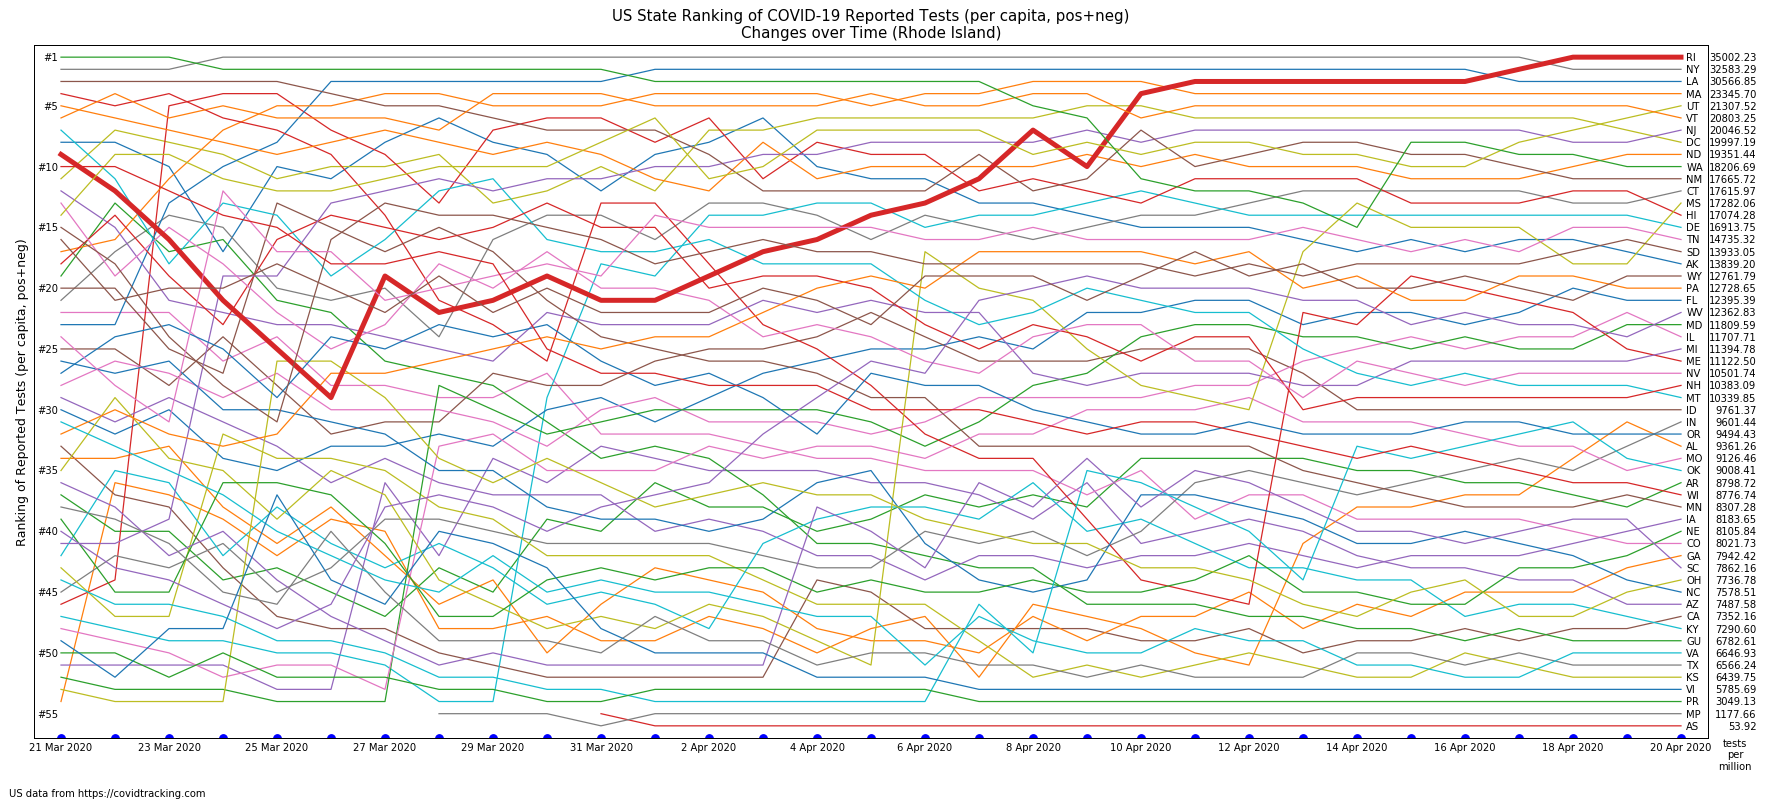 US State Ranking of COVID-19 Reported Tests (per capita, pos+neg)
Changes over Time (Rhode Island)
Ranking of Reported Tests (per capita, pos+neg)
#1
#5
#10
#15
#20
#25
#30
#35
#40
#45
#50
#55
RI 35002.23
NY 32583.29
LA 30566.85
MA 23345.70
UT 21307.52
VT 20803.25
NJ 20046.52
DC 19997.19
ND 19351.44
WA 18206.69
NM 17665.72
CT 17615.97
MS 17282.06
HI 17074.28
DE 16913.75
TN 14735.32
SD 13933.05
AK 13839.20
WY 12761.79
PA 12728.65
FL 12395.39
WV 12362.83
MD 11809.59
IL 11707.71
MI 11394.78
ME 11122.50
NV 10501.74
NH 10383.09
MT 10339.85
ID 9761.37
IN 9601.44
OR 9494.43
AL 9361.26
MO 9126.46
OK 9008.41
AR 8798.72
WI 8776.74
MN 8307.28
IA 8183.65
NE 8105.84
CO 8021.73
GA 7942.42
SC 7862.16
OH 7736.78
NC 7578.51
AZ 7487.58
CA 7352.16
KY 7290.60
GU 6782.61
VA 6646.93
TX 6566.24
KS 6439.75
VI 5785.69
PR 3049.13
MP 1177.66
AS 53.92
21 Mar 2020 23 Mar 2020 25 Mar 2020 27 Mar 2020 29 Mar 2020 31 Mar 2020 2 Apr 2020 4 Apr 2020 6 Apr 2020 8 Apr 2020 10 Apr 2020 12 Apr 2020 14 Apr 2020 16 Apr 2020 18 Apr 2020 20 Apr 2020
tests
per
million
US data from https://covidtracking.com